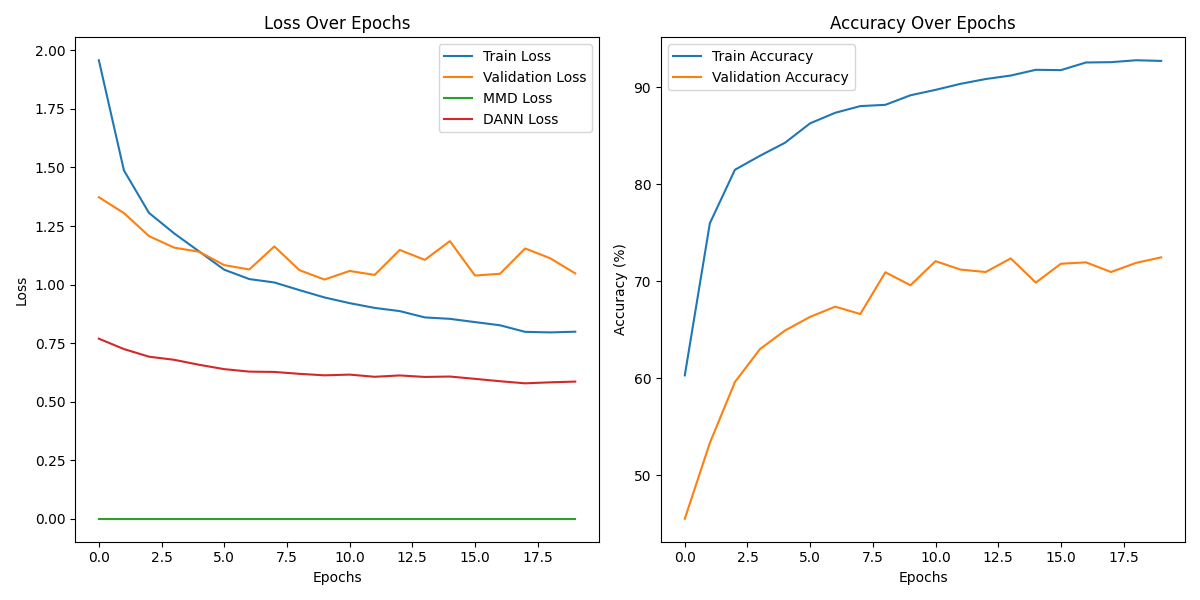 Loss Over Epochs
2.00
1.75
1.50
1.25
1.00
0.75
0.50
0.25
0.00
Loss
Train Loss
Validation Loss
MMD Loss
DANN Loss
0.0 2.5 5.0 7.5 10.0 12.5 15.0 17.5
Epochs
Accuracy Over Epochs
90
80
70
60
50
Accuracy (%)
Train Accuracy
Validation Accuracy
0.0 2.5 5.0 7.5 10.0 12.5 15.0 17.5
Epochs